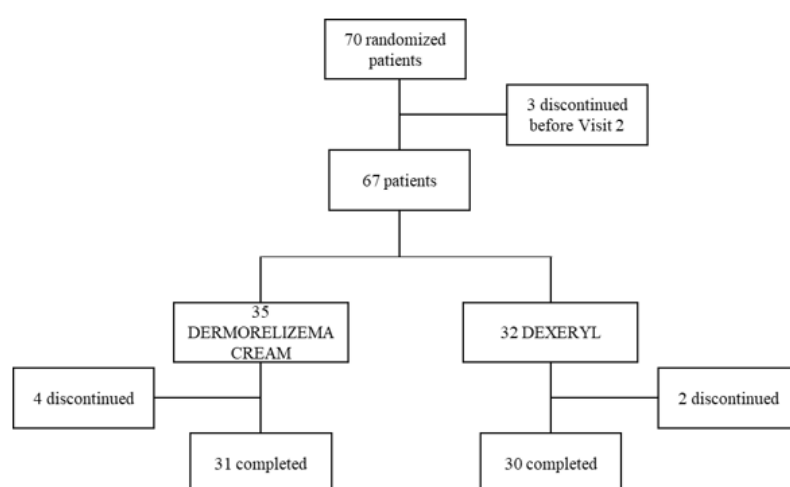 70 randomized
patients
3 discontinued
before Visit 2
67 patients
35
DERMORELIZEMA
CREAM
32 DEXERYL
4 discontinued
2 discontinued
31 completed
30 completed